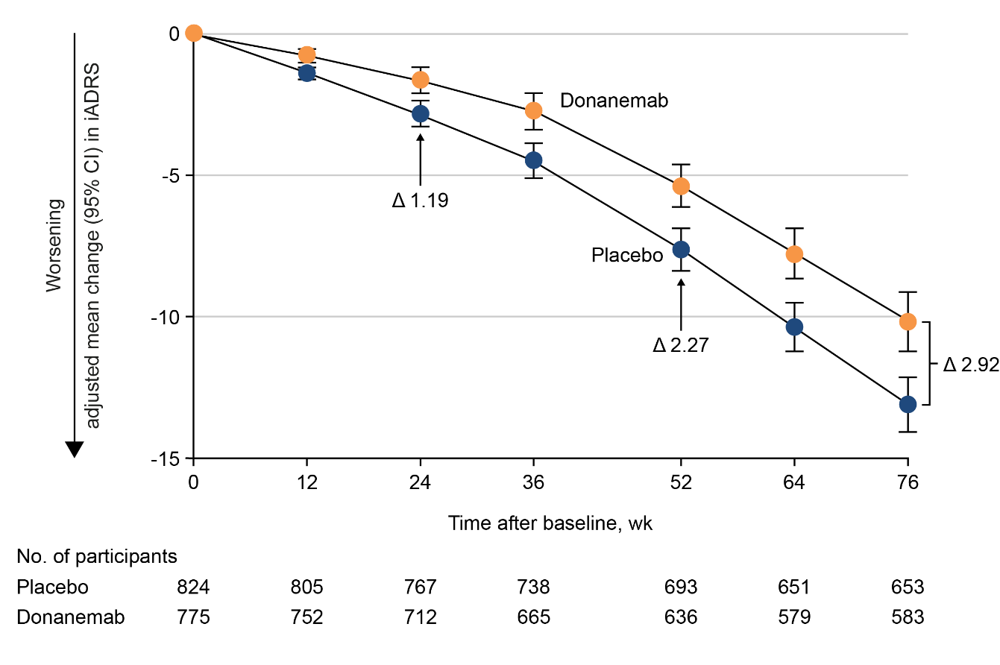 Worsening
adjusted mean change (95% CI) in iADRS
0
-5
-10
-15
Donanemab
Δ 1.19
Placebo
Δ 2.27
Δ 2.92
0 12 24 36 52 64 76
Time after baseline, wk
No. of participants
Placebo 824 805 767 738 693 651 653
Donanemab 775 752 712 665 636 579 583